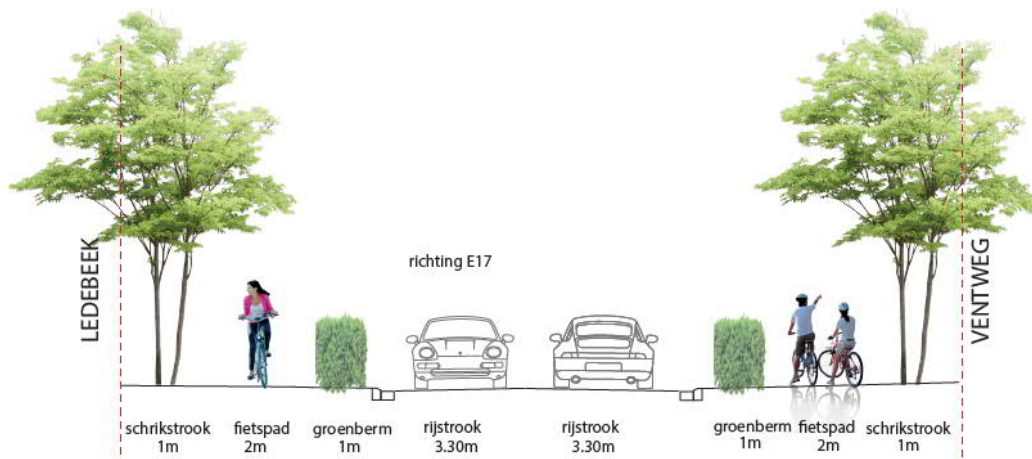 LEDEBEEK
richting E17
VENTWEG
schrikstrook
1m
fietspad
2m
groenberm
1m
rijstrook
3.30m
rijstrook
3.30m
groenberm
1m
fietspad
2m
schrikstrook
1m